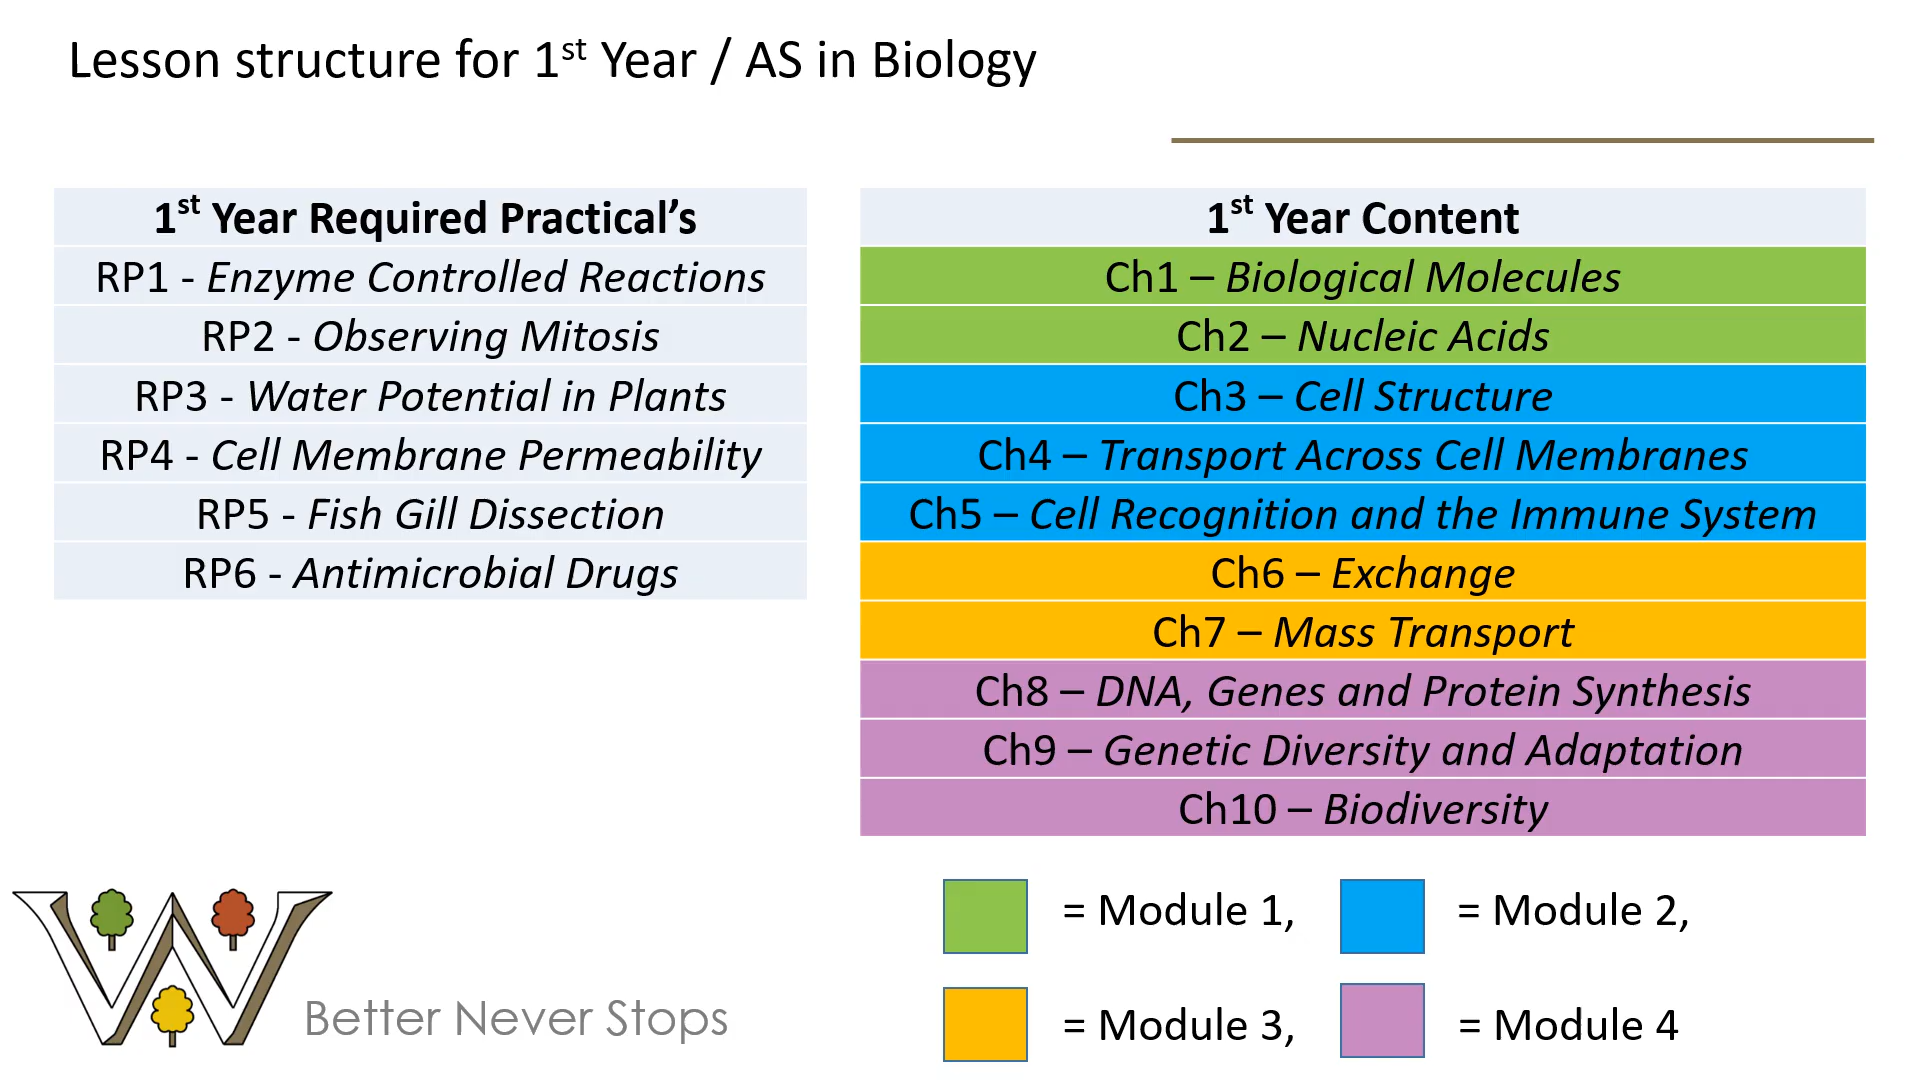 Lesson structure for 1st Year / AS in Biology
1st Year Required Practical’s
RP1 - Enzyme Controlled Reactions
RP2 - Observing Mitosis
RP3 - Water Potential in Plants
RP4 - Cell Membrane Permeability
RP5 - Fish Gill Dissection
RP6 - Antimicrobial Drugs
1st Year Content
Ch1 – Biological Molecules
Ch2 – Nucleic Acids
Ch3 – Cell Structure
Ch4 – Transport Across Cell Membranes
Ch5 – Cell Recognition and the Immune System
Ch6 – Exchange
Ch7 – Mass Transport
Ch8 – DNA, Genes and Protein Synthesis
Ch9 – Genetic Diversity and Adaptation
Ch10 – Biodiversity
= Module 1,
= Module 2,
= Module 3,
= Module 4
W
Better Never Stops